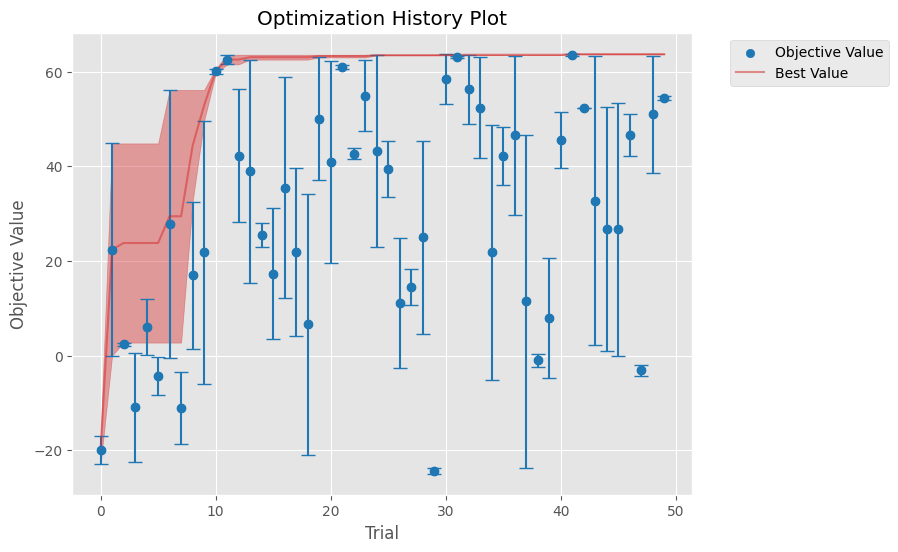 Optimization History Plot
Objective Value
Best Value
Objective Value
60
40
20
0
−20
0 10 20 30 40 50
Trial